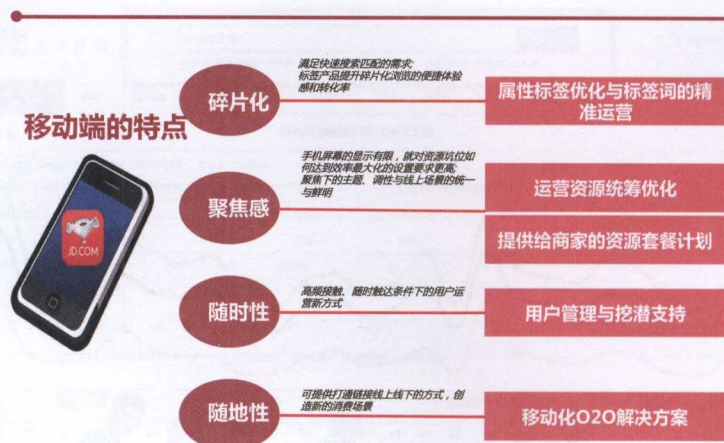 移动端的特点
JD.COM
碎片化
满足快速搜索匹配的需求;
标签产品提升碎片化浏览的便捷体验
感和转化率
属性标签优化与标签词的精
准运营
聚焦感
手机屏幕的显示有限，就对资源坑位如
何达到效率最大化的设置要求更高;
聚焦下的主题、调性与线上场景的统一
与鲜明
运营资源统筹优化
提供给商家的资源套餐计划
随时性
高频接触、随时触达条件下的用户运
营新方式
用户管理与挖潜支持
随地性
可提供打通链接线上线下的方式，创
造新的消费场景
移动化O2O解决方案